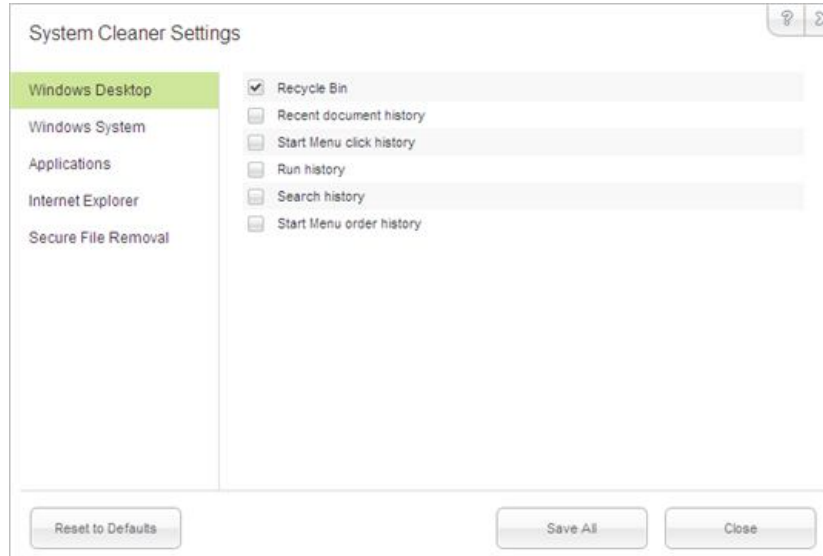 System Cleaner Settings
?
Windows Desktop
Windows System
Applications
Internet Explorer
Secure File Removal
Recycle Bin
Recent document history
Start Menu click history
Run history
Search history
Start Menu order history
Reset to Defaults
Save All
Close